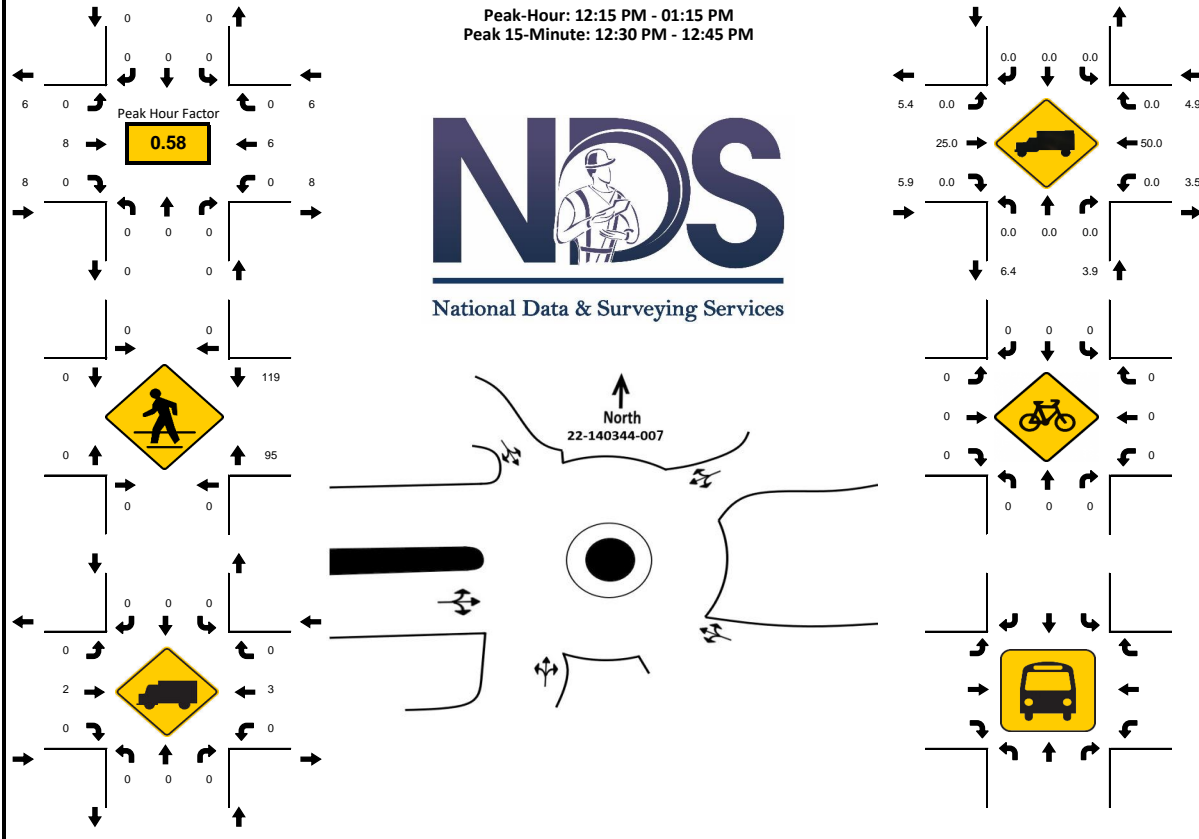 Peak-Hour: 12:15 PM - 01:15 PM
Peak 15-Minute: 12:30 PM - 12:45 PM
0 0
0 0 0
6 0 0 6
Peak Hour Factor
8 0.58 6
8 0 0 8
0 0 0
0 0
0.0 0.0 0.0
5.4 0.0 0.0 4.9
25.0 50.0
5.9 0.0 0.0 3.5
0.0 0.0 0.0
6.4 3.9
NDS
National Data & Surveying Services
0 0
0 119
0 95
0 0
North
22-140344-007
0 0 0
0 0
0 0
0 0
0 0 0
0 0 0
0 0
2 3
0 0
0 0 0